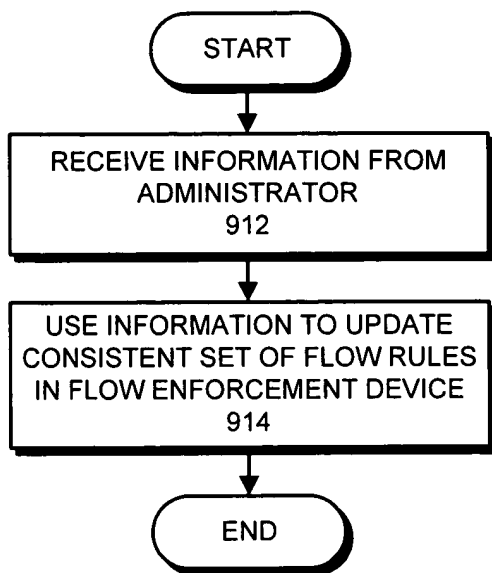 START
RECEIVE INFORMATION FROM
ADMINISTRATOR
912
USE INFORMATION TO UPDATE
CONSISTENT SET OF FLOW RULES
IN FLOW ENFORCEMENT DEVICE
914
END